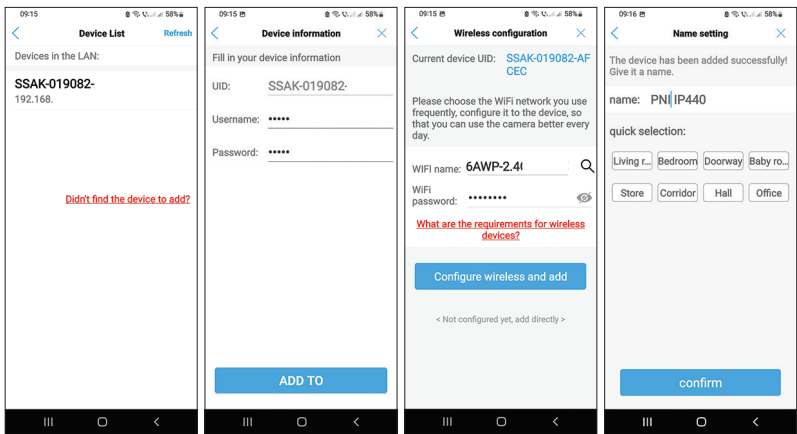 09:15
58%
Device List
Refresh
Devices in the LAN:
SSAK-019082-
192.168.
Didn't find the device to add?
09:15
58%
Device information
Fill in your device information
UID: SSAK-019082-
Username: •••••
Password: •••••
ADD TO
09:15
58%
Wireless configuration
Current device UID: SSAK-019082-AF
CEC
Please choose the WiFi network you use
frequently, configure it to the device, so
that you can use the camera better every
day.
WIFI name: 6AWP-2.4
WiFi
password: ••••••••
What are the requirements for wireless
devices?
Configure wireless and add
< Not configured yet, add directly >
09:16
58%
Name setting
The device has been added successfully!
Give it a name.
name: PNI IP440
quick selection:
Living r... Bedroom Doorway Baby ro...
Store Corridor Hall Office
confirm